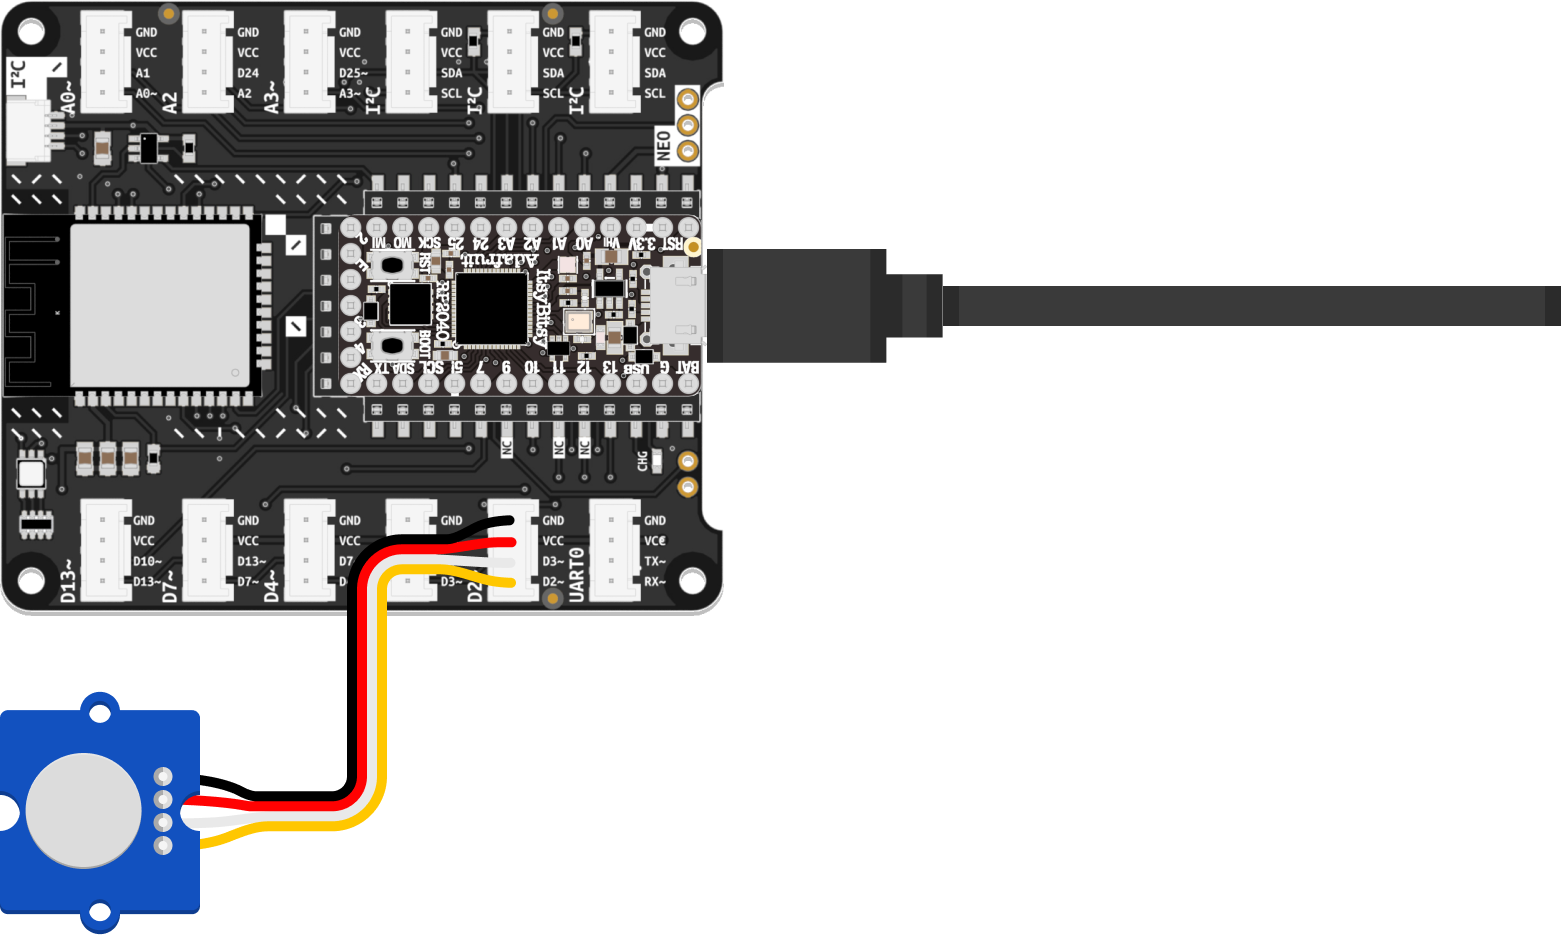 GND
VCC
A1
A0~
A0~
GND
VCC
D24
A2
A2
GND
VCC
D25~
A3~
A3~
GND
VCC
SDA
SCL
I²C
GND
VCC
SDA
SCL
I²C
GND
VCC
SDA
SCL
I²C
I²C
NEO
RST 3.3V VHi A0 A1 A2 A3 24 25 SCK MO MI 2
Adafruit
ItsyBitsy
RP2040
RST
BOOT
BAT G USB 13 12 11 10 9 7 5! SCL SDA TX
NC
NC
NC
CHG
GND
VCC
D10~
D13~
D13~
GND
VCC
D13~
D7~
D7~
GND
VCC
D7
D4~
GND
D3~
GND
VCC
D3~
D2~
GND
VCC
TX~
RX~
UART0